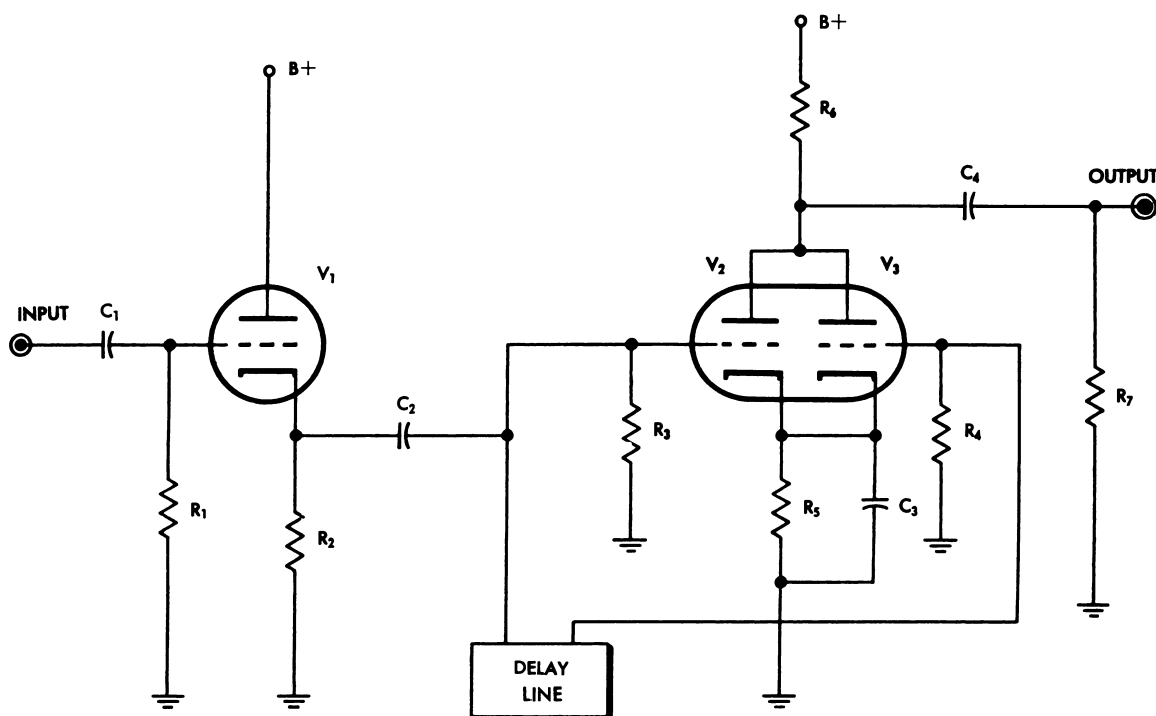 B+
B+
R₆
C₄
OUTPUT
V₁
V₂
V₃
INPUT
C₁
C₂
R₃
R₄
R₇
R₁
R₂
R₅
C₃
DELAY
LINE